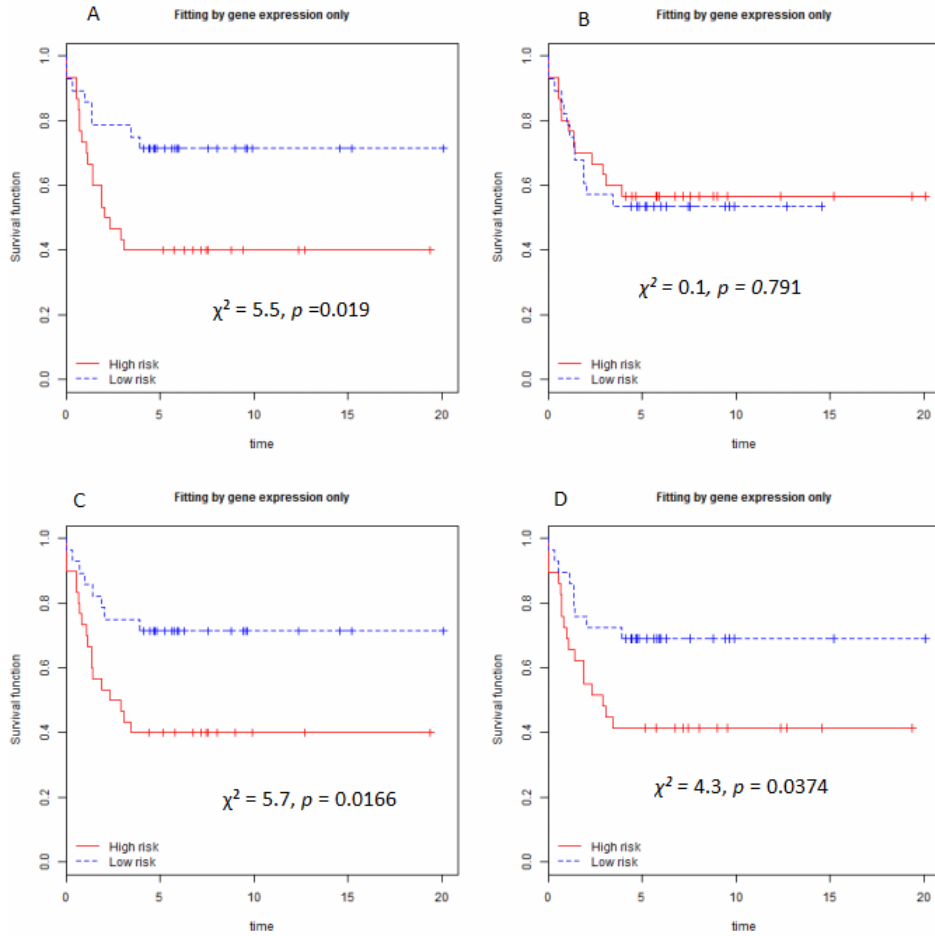 A
Fitting by gene expression only
Survival function
1.0
0.8
0.6
0.4
0.2
0.0
χ² = 5.5, p =0.019
High risk
Low risk
0 5 10 15 20
time
B
Fitting by gene expression only
Survival function
1.0
0.8
0.6
0.4
0.2
0.0
χ² = 0.1, p = 0.791
High risk
Low risk
0 5 10 15 20
time
C
Fitting by gene expression only
Survival function
1.0
0.8
0.6
0.4
0.2
0.0
χ² = 5.7, p = 0.0166
High risk
Low risk
0 5 10 15 20
time
D
Fitting by gene expression only
Survival function
1.0
0.8
0.6
0.4
0.2
0.0
χ² = 4.3, p = 0.0374
High risk
Low risk
0 5 10 15 20
time